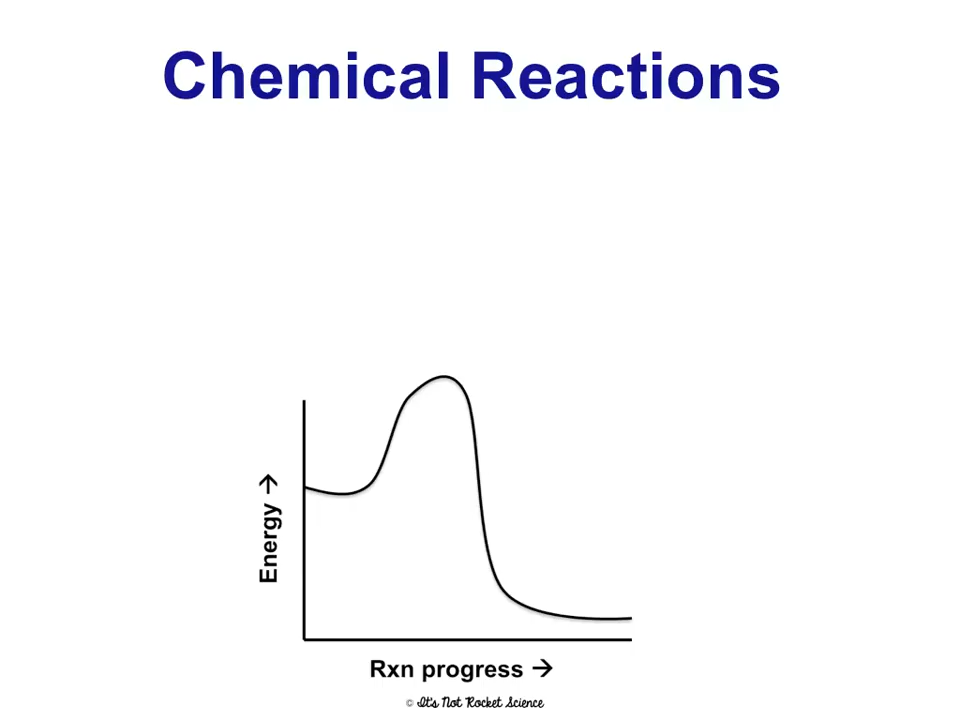 Chemical Reactions
Energy →
Rxn progress →
© It's Not Rocket Science